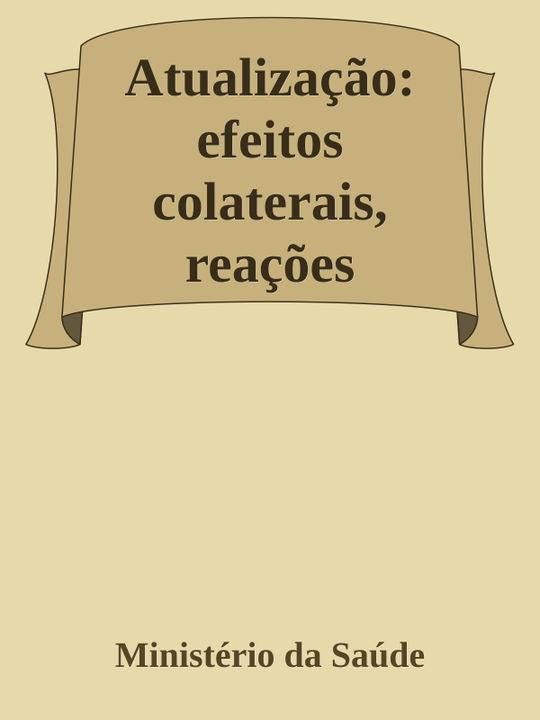 Atualização:
efeitos
colaterais,
reações
Ministério da Saúde